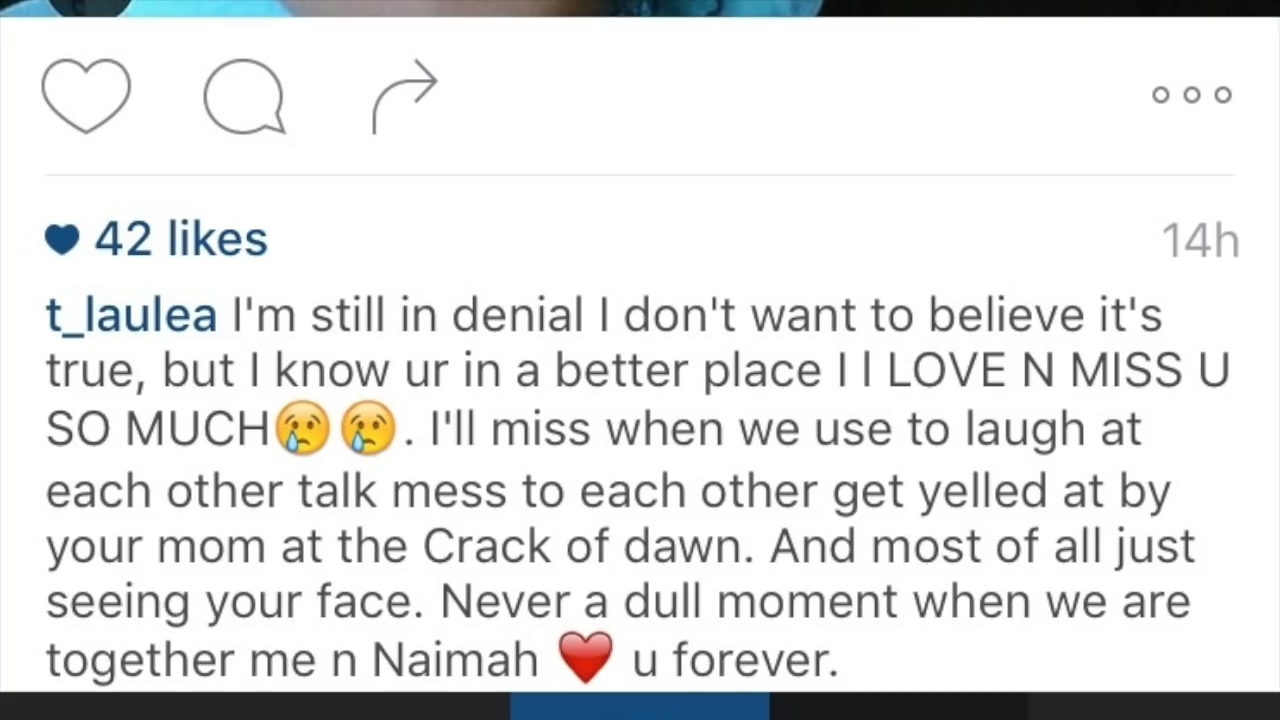 42 likes
14h
t_laulea I'm still in denial I don't want to believe it's
true, but I know ur in a better place I l LOVE N MISS U
SO MUCH😢😢. I'll miss when we use to laugh at
each other talk mess to each other get yelled at by
your mom at the Crack of dawn. And most of all just
seeing your face. Never a dull moment when we are
together me n Naimah ❤️ u forever.